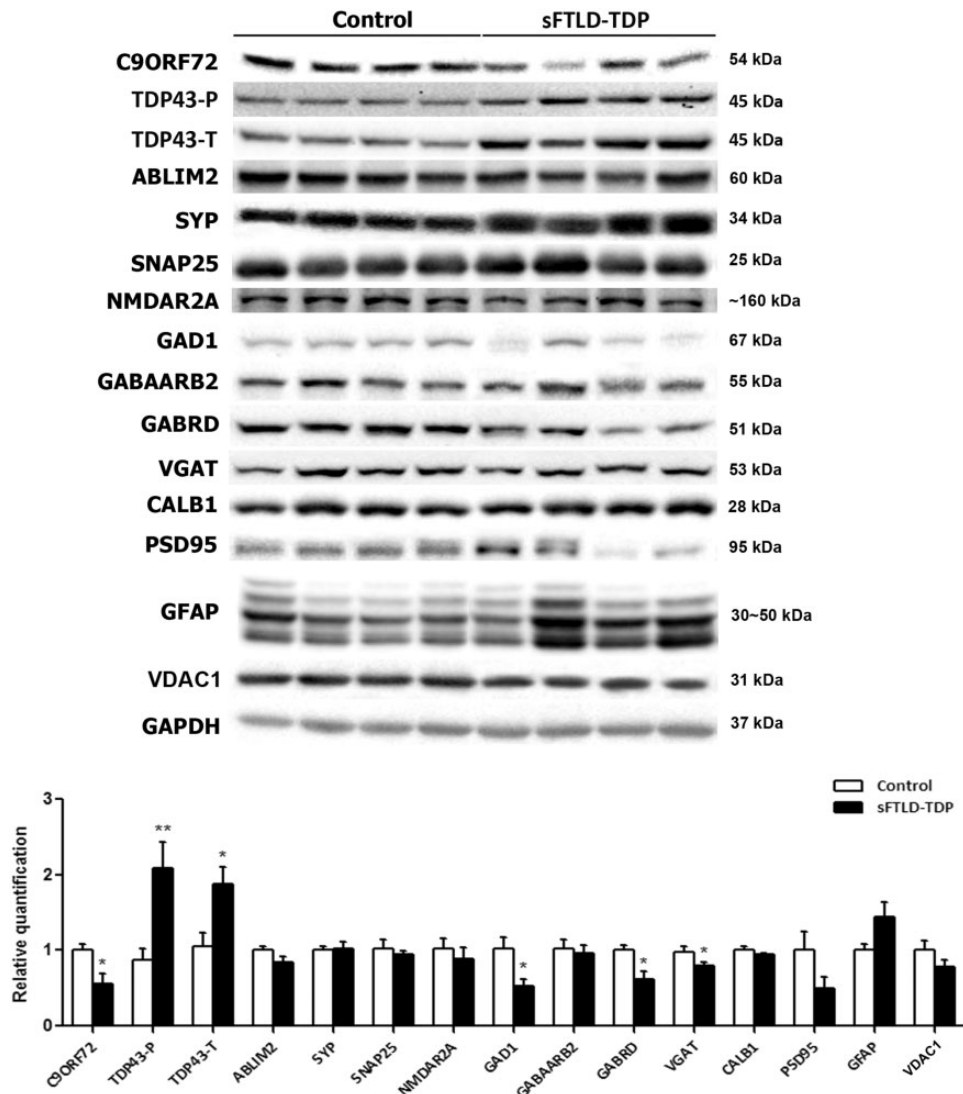 Control sFTLD-TDP
C9ORF72 54 kDa
TDP43-P 45 kDa
TDP43-T 45 kDa
ABLIM2 60 kDa
SYP 34 kDa
SNAP25 25 kDa
NMDAR2A ~160 kDa
GAD1 67 kDa
GABAARB2 55 kDa
GABRD 51 kDa
VGAT 53 kDa
CALB1 28 kDa
PSD95 95 kDa
GFAP 30~50 kDa
VDAC1 31 kDa
GAPDH 37 kDa
Control
sFTLD-TDP
Relative quantification
3
2
1
0
* ** * * * *
C9ORF72 TDP43-P TDP43-T ABLIM2 SYP SNAP25 NMDAR2A GAD1 GABAARB2 GABRD VGAT CALB1 PSD95 GFAP VDAC1